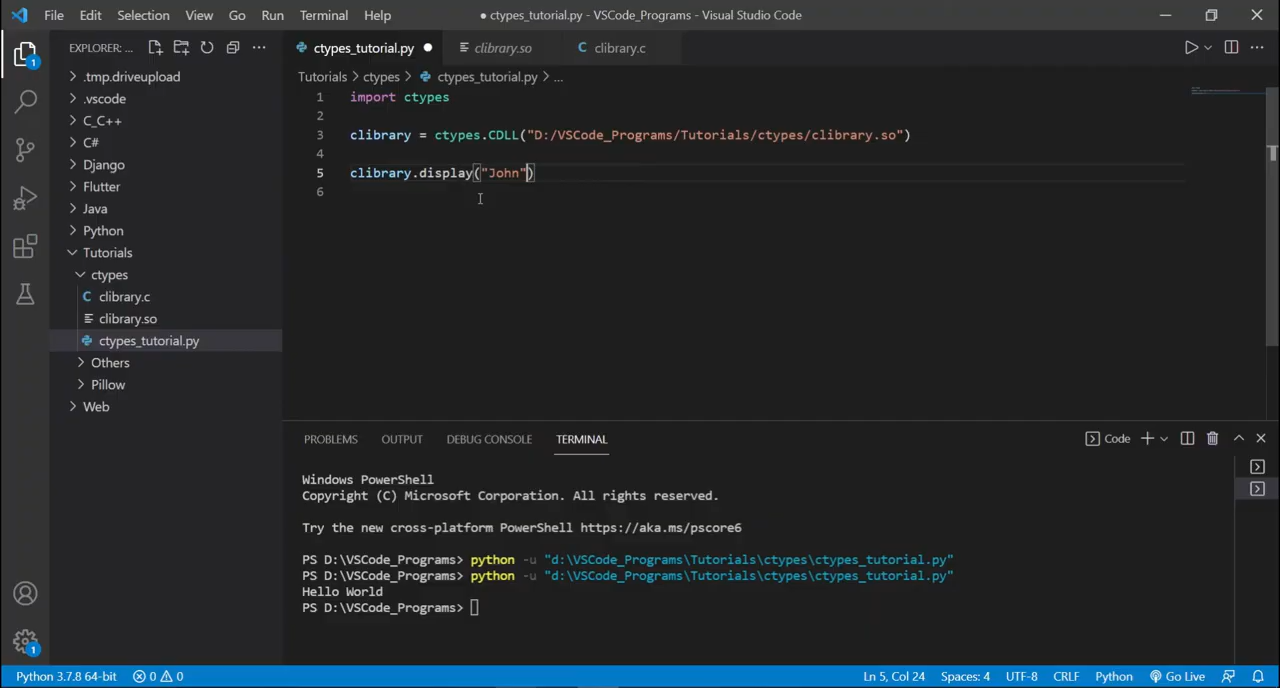 File Edit Selection View Go Run Terminal Help
● ctypes_tutorial.py - VSCode_Programs - Visual Studio Code
EXPLORER: ...
ctypes_tutorial.py ● library.so C library.c
Tutorials > ctypes > ctypes_tutorial.py > ...
> .tmp.driveupload
> .vscode
> C_C++
> C#
> Django
> Flutter
> Java
> Python
Tutorials
ctypes
C clibrary.c
clibrary.so
ctypes_tutorial.py
> Others
> Pillow
> Web
1 import ctypes
2
3 clibrary = ctypes.CDLL("D:/VSCode_Programs/Tutorials/ctypes/clibrary.so")
4
5 clibrary.display("John")
6
PROBLEMS OUTPUT DEBUG CONSOLE TERMINAL
Code
Windows PowerShell
Copyright (C) Microsoft Corporation. All rights reserved.
Try the new cross-platform PowerShell https://aka.ms/pscore6
PS D:\VSCode_Programs> python -u "d:\VSCode_Programs\Tutorials\ctypes\ctypes_tutorial.py"
PS D:\VSCode_Programs> python -u "d:\VSCode_Programs\Tutorials\ctypes\ctypes_tutorial.py"
Hello World
PS D:\VSCode_Programs>
1
1
Python 3.7.8 64-bit 0 0 Ln 5, Col 24 Spaces: 4 UTF-8 CRLF Python Go Live